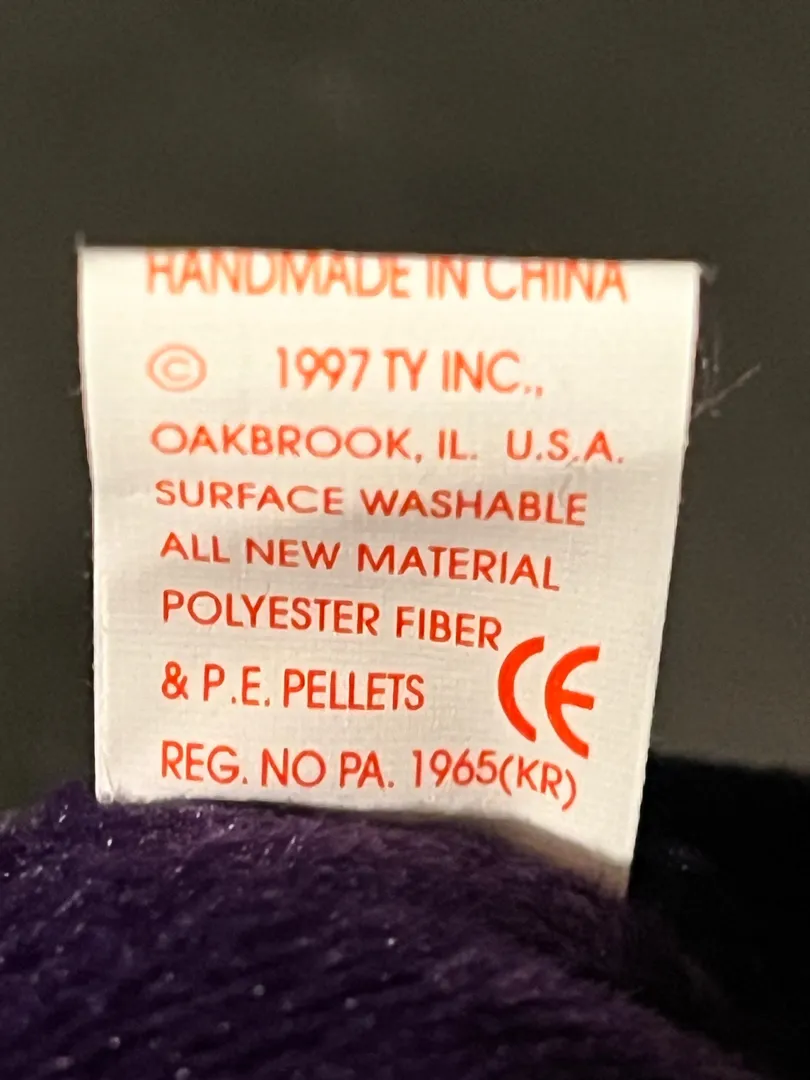 HANDMADE IN CHINA
© 1997 TY INC.,
OAKBROOK, IL. U.S.A.
SURFACE WASHABLE
ALL NEW MATERIAL
POLYESTER FIBER
& P.E. PELLETS CE
REG. NO PA. 1965(KR)